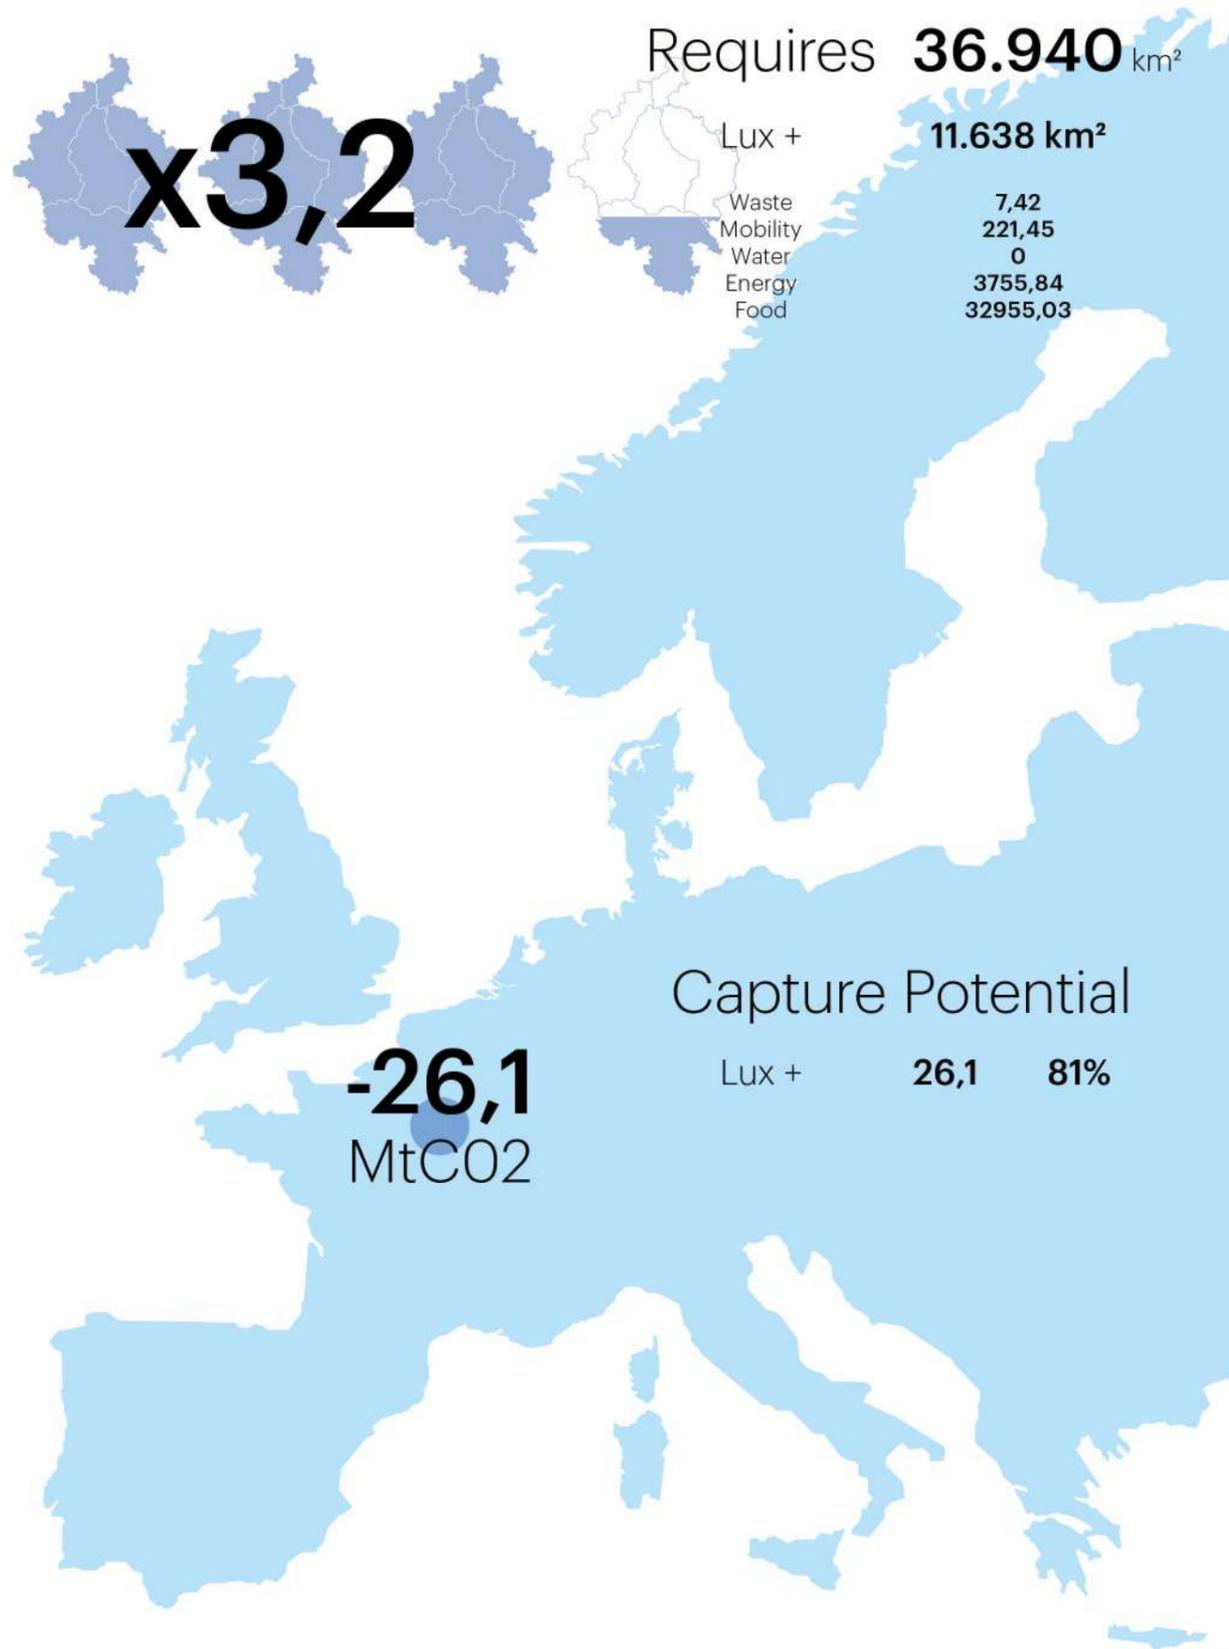 Requires 36.940 km²
x3,2
Lux + 11.638 km²
Waste 7,42
Mobility 221,45
Water 0
Energy 3755,84
Food 32955,03
Capture Potential
Lux + 26,1 81%
-26,1
MtC02